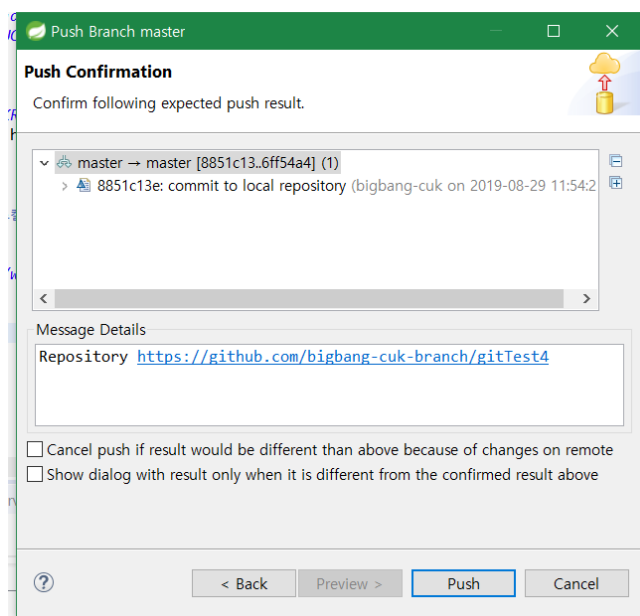 Push Branch master
Push Confirmation
Confirm following expected push result.
master → master [8851c13..6ff54a4] (1)
8851c13e: commit to local repository (bigbang-cuk on 2019-08-29 11:54:2
Message Details
Repository https://github.com/bigbang-cuk-branch/gitTest4
Cancel push if result would be different than above because of changes on remote
Show dialog with result only when it is different from the confirmed result above
< Back
Preview >
Push
Cancel